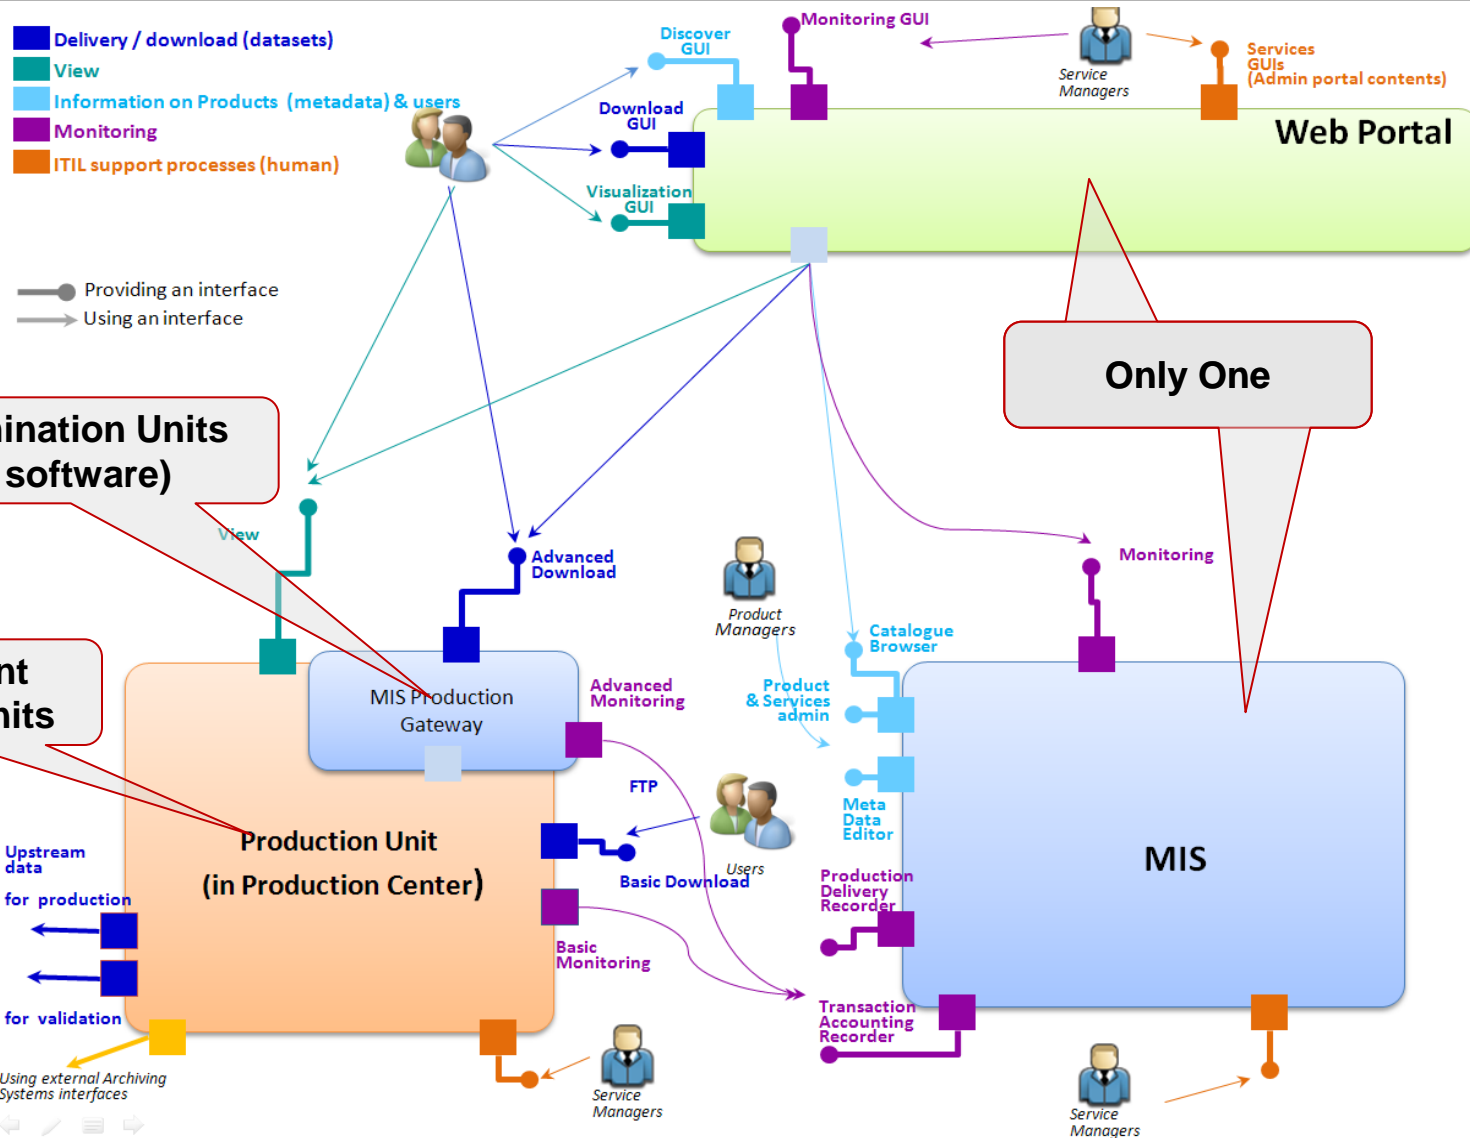 Delivery / download (datasets)
View
Information on Products (metadata) & users
Monitoring
ITIL support processes (human)
Providing an interface
Using an interface
Discover
GUI
Download
GUI
Visualization
GUI
Monitoring GUI
Service
Managers
Services
GUIs
(Admin portal contents)
Web Portal
Only One
ination Units
software)
View
Advanced
Download
Product
Managers
Monitoring
Catalogue
Browser
Product
& Services
admin
Meta
Data
Editor
nt
nits
MIS Production
Gateway
Advanced
Monitoring
FTP
Users
Basic Download
Production Unit
(in Production Center)
Upstream
data
for production
for validation
Basic
Monitoring
MIS
Production
Delivery
Recorder
Transaction
Accounting
Recorder
Using external Archiving
Systems interfaces
Service
Managers
Service
Managers